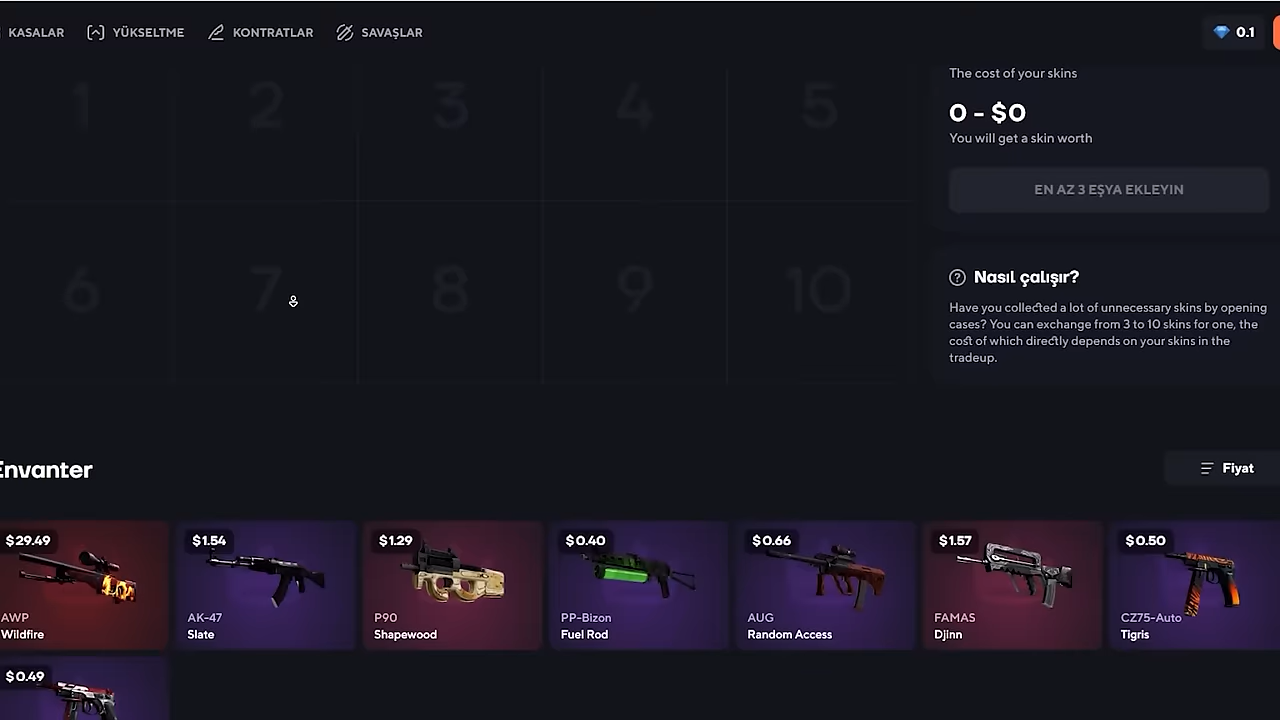 KASALAR
YÜKSELTME
KONTRATLAR
SAVAŞLAR
0.1
1
2
3
4
5
6
7
8
9
10
The cost of your skins
0 - $0
You will get a skin worth
EN AZ 3 EŞYA EKLEYIN
Nasıl çalışır?
Have you collected a lot of unnecessary skins by opening
cases? You can exchange from 3 to 10 skins for one, the
cost of which directly depends on your skins in the
tradeup.
Envanter
Fiyat
$29.49
AWP
Wildfire
$1.54
AK-47
Slate
$1.29
P90
Shapewood
$0.40
PP-Bizon
Fuel Rod
$0.66
AUG
Random Access
$1.57
FAMAS
Djinn
$0.50
CZ75-Auto
Tigris
$0.49